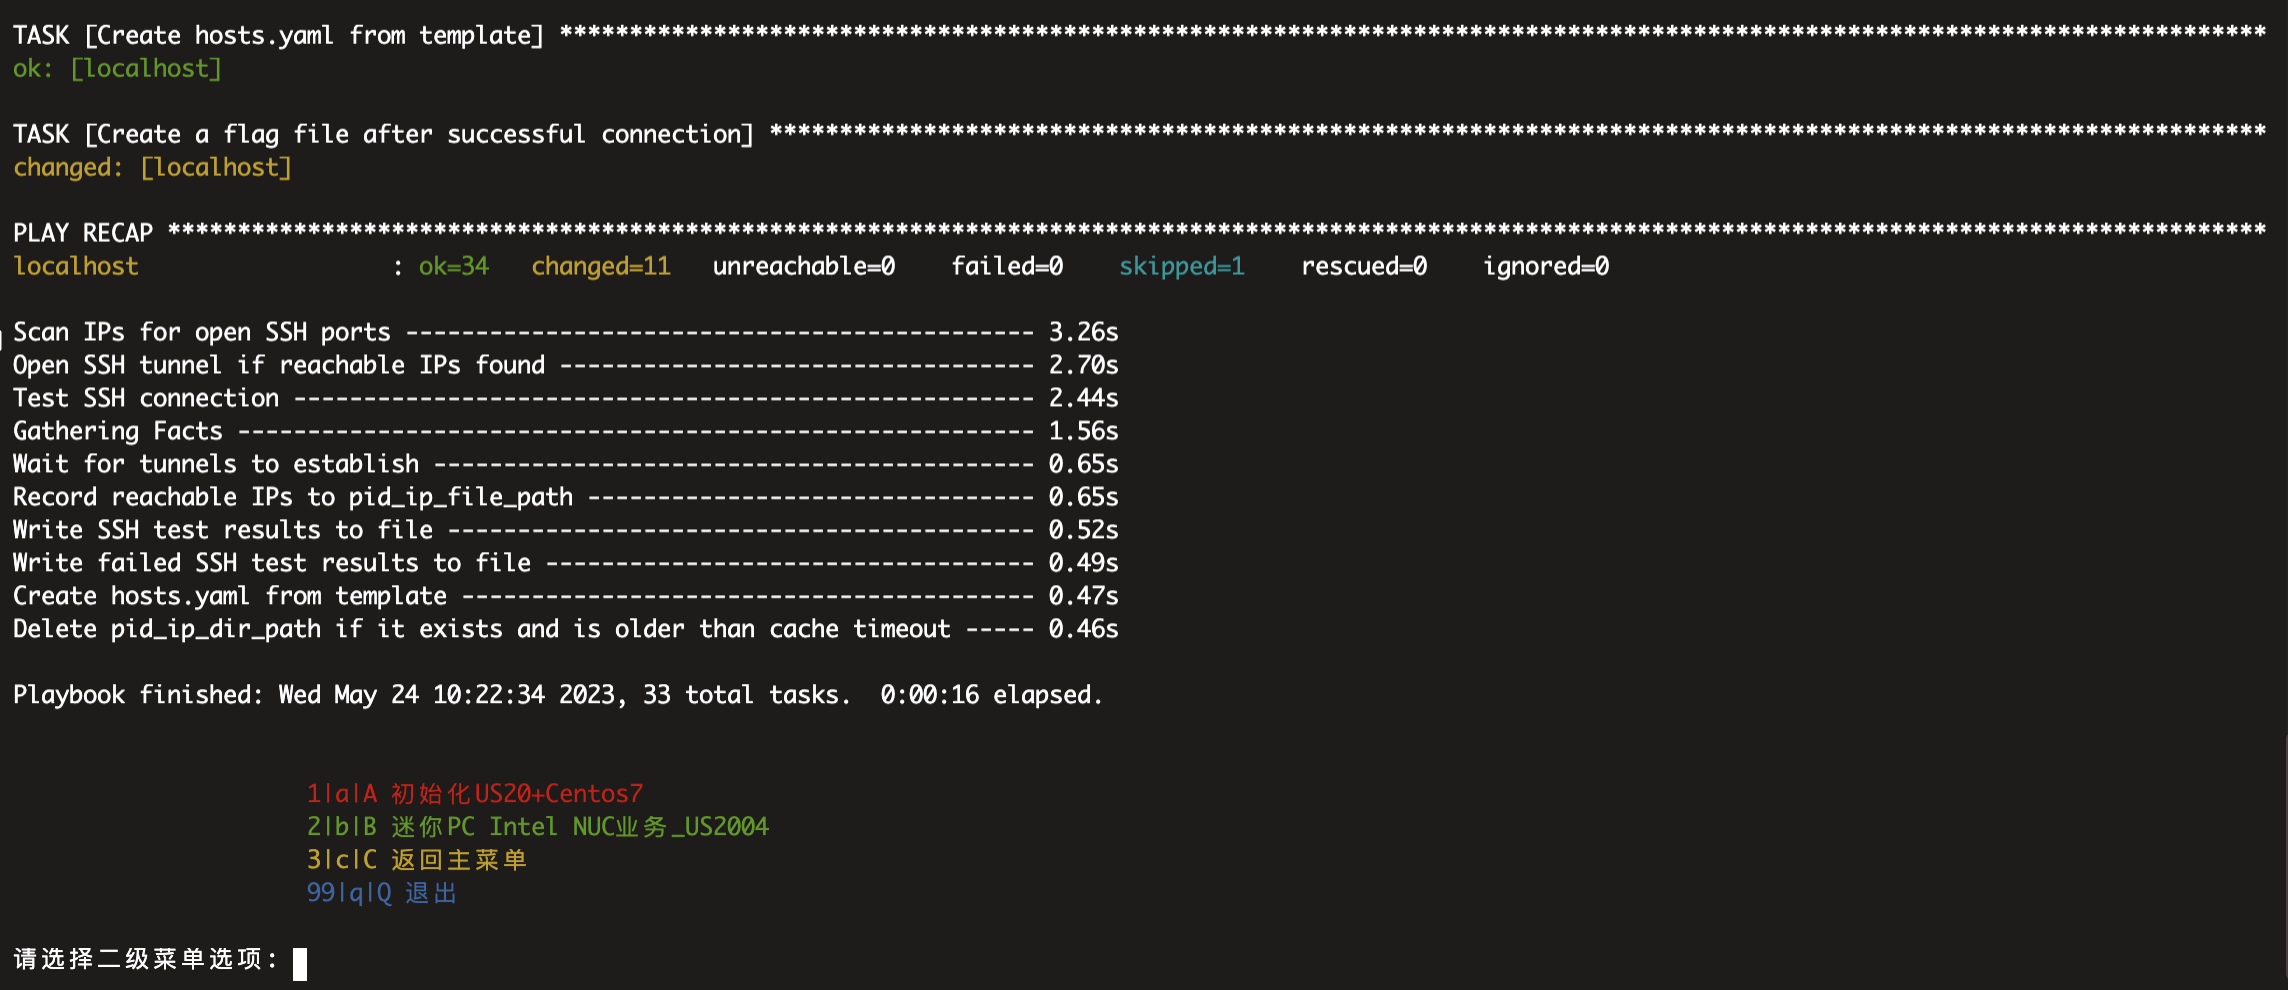 TASK [Create hosts.yaml from template] **************************************************************************************************************************
ok: [localhost]
TASK [Create a flag file after successful connection] ***********************************************************************************************************
changed: [localhost]
PLAY RECAP ******************************************************************************************************************************************************
localhost                  : ok=34   changed=11   unreachable=0    failed=0    skipped=1    rescued=0    ignored=0
Scan IPs for open SSH ports --------------------------------------------- 3.26s
Open SSH tunnel if reachable IPs found ---------------------------------- 2.70s
Test SSH connection ----------------------------------------------------- 2.44s
Gathering Facts --------------------------------------------------------- 1.56s
Wait for tunnels to establish ------------------------------------------- 0.65s
Record reachable IPs to pid_ip_file_path -------------------------------- 0.65s
Write SSH test results to file ------------------------------------------ 0.52s
Write failed SSH test results to file ----------------------------------- 0.49s
Create hosts.yaml from template ----------------------------------------- 0.47s
Delete pid_ip_dir_path if it exists and is older than cache timeout ----- 0.46s
Playbook finished: Wed May 24 10:22:34 2023, 33 total tasks.  0:00:16 elapsed.
1|a|A 初始化US20+Centos7
2|b|B 迷你PC Intel NUC业务_US2004
3|c|C 返回主菜单
99|q|Q 退出
请选择二级菜单选项: